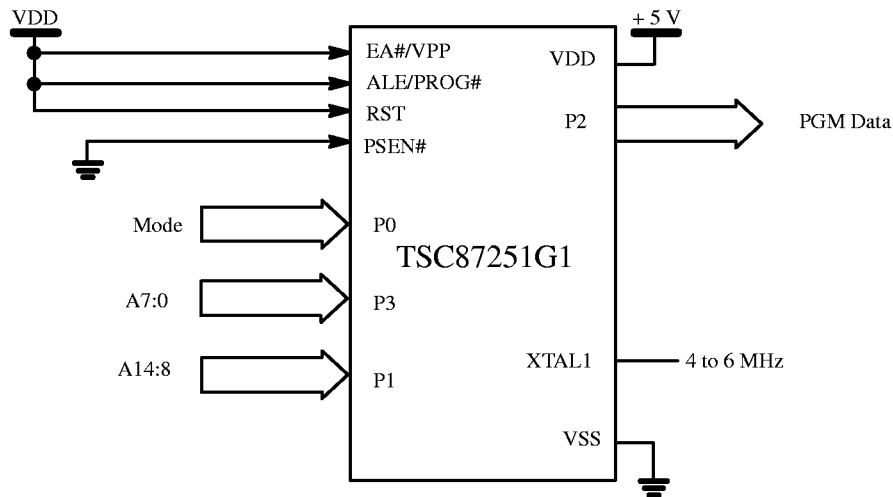 VDD
+ 5 V
EA#/VPP
VDD
ALE/PROG#
RST
P2
PGM Data
PSEN#
Mode
P0
TSC87251G1
A7:0
P3
A14:8
P1
XTAL1
4 to 6 MHz
VSS